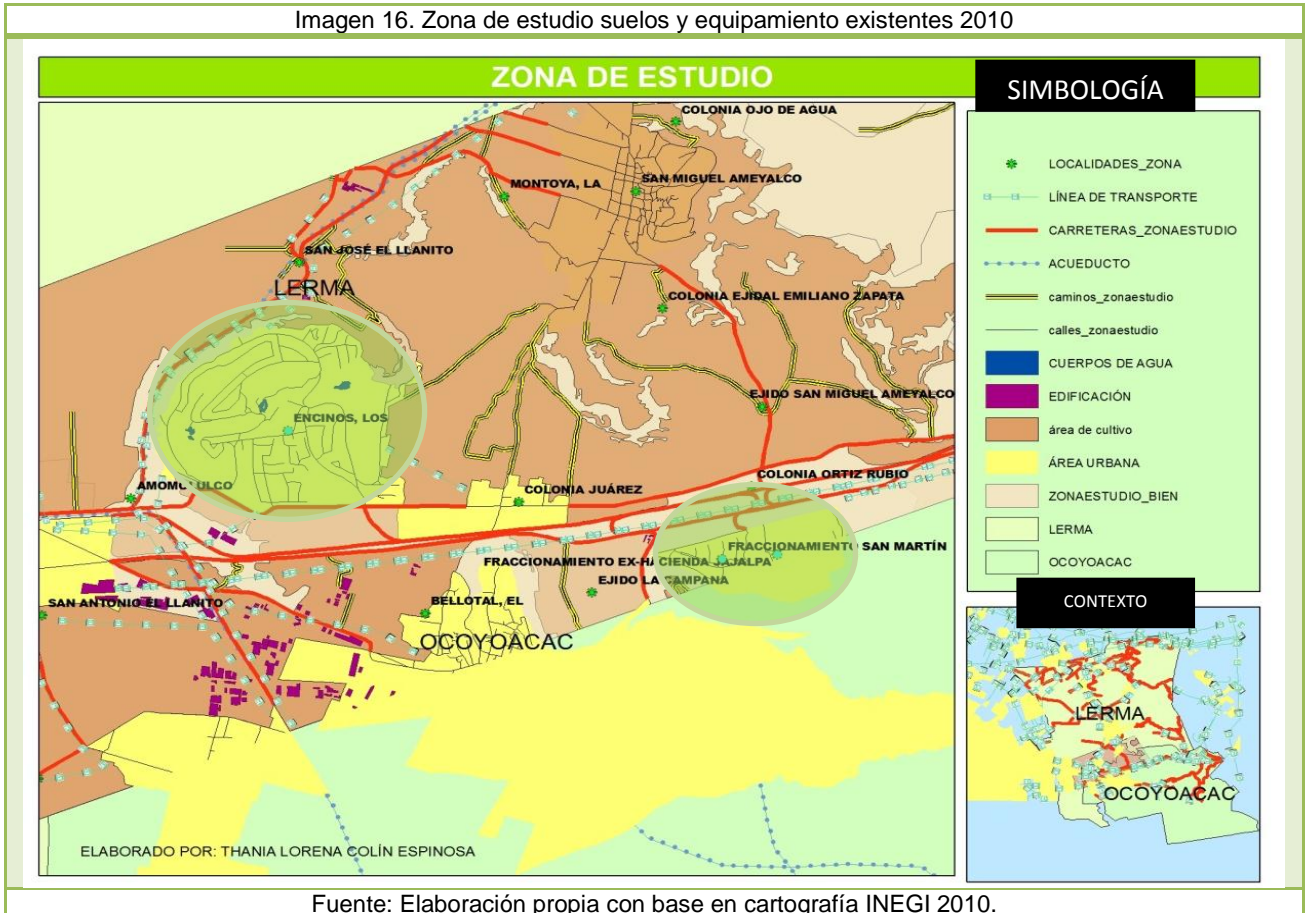 Imagen 16. Zona de estudio suelos y equipamiento existentes 2010
ZONA DE ESTUDIO
SIMBOLOGÍA
COLONIA OJO DE AGUA
MONTOYA, LA
SAN MIGUEL AMEYALCO
SAN JOSÉ EL LLANITO
LERMA
COLONIA EJIDAL EMILIANO ZAPATA
ENCINOS, LOS
EJIDO SAN MIGUEL AMEYALCO
COLONIA ORTIZ RUBIO
COLONIA JUÁREZ
FRACCIONAMIENTO SAN MARTÍN
FRACCIONAMIENTO EX-HACIENDA JAJALPA
EJIDO LA CAMPANA
SAN ANTONIO EL LLANITO
BELLOTAL, EL
OCOYOACAC
ELABORADO POR: THANIA LORENA COLÍN ESPINOSA
LOCALIDADES_ZONA
LÍNEA DE TRANSPORTE
CARRETERAS_ZONAESTUDIO
ACUEDUCTO
caminos_zonaestudio
calles_zonaestudio
CUERPOS DE AGUA
EDIFICACIÓN
área de cultivo
ÁREA URBANA
ZONAESTUDIO_BIEN
LERMA
OCOYOACAC
CONTEXTO
LERMA
OCOYOACAC
Fuente: Elaboración propia con base en cartografía INEGI 2010.